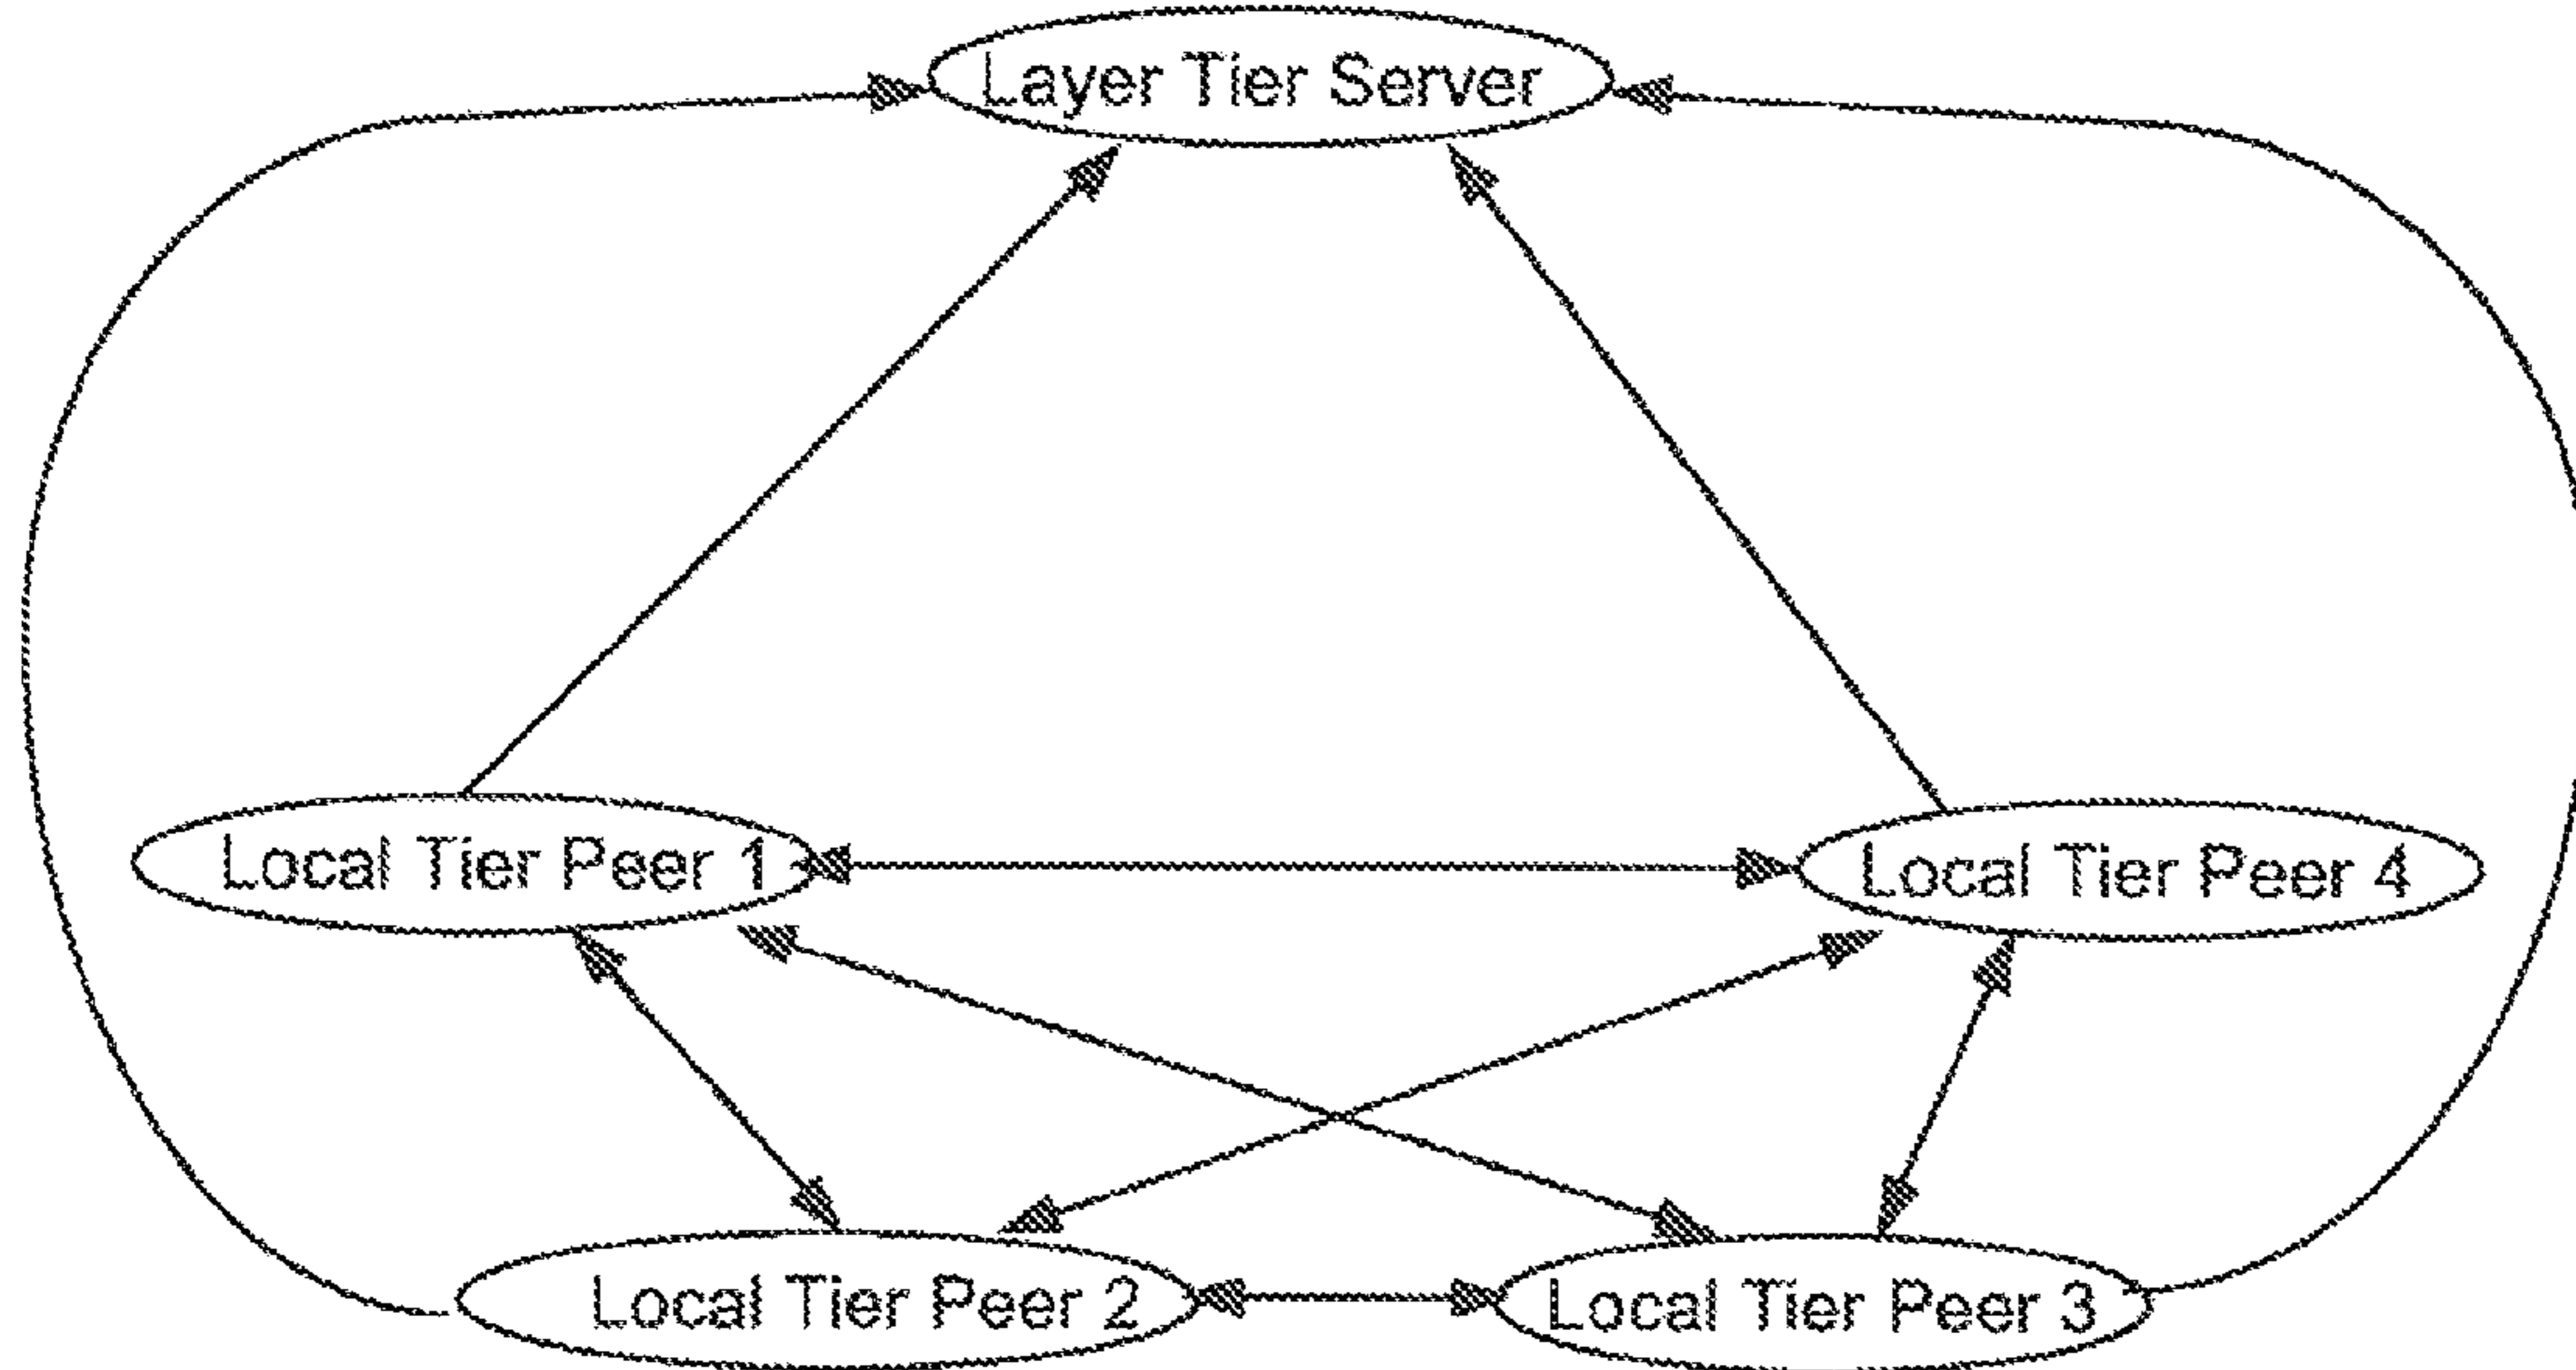 Layer Tier Server
Local Tier Peer 1
Local Tier Peer 4
Local Tier Peer 2
Local Tier Peer 3